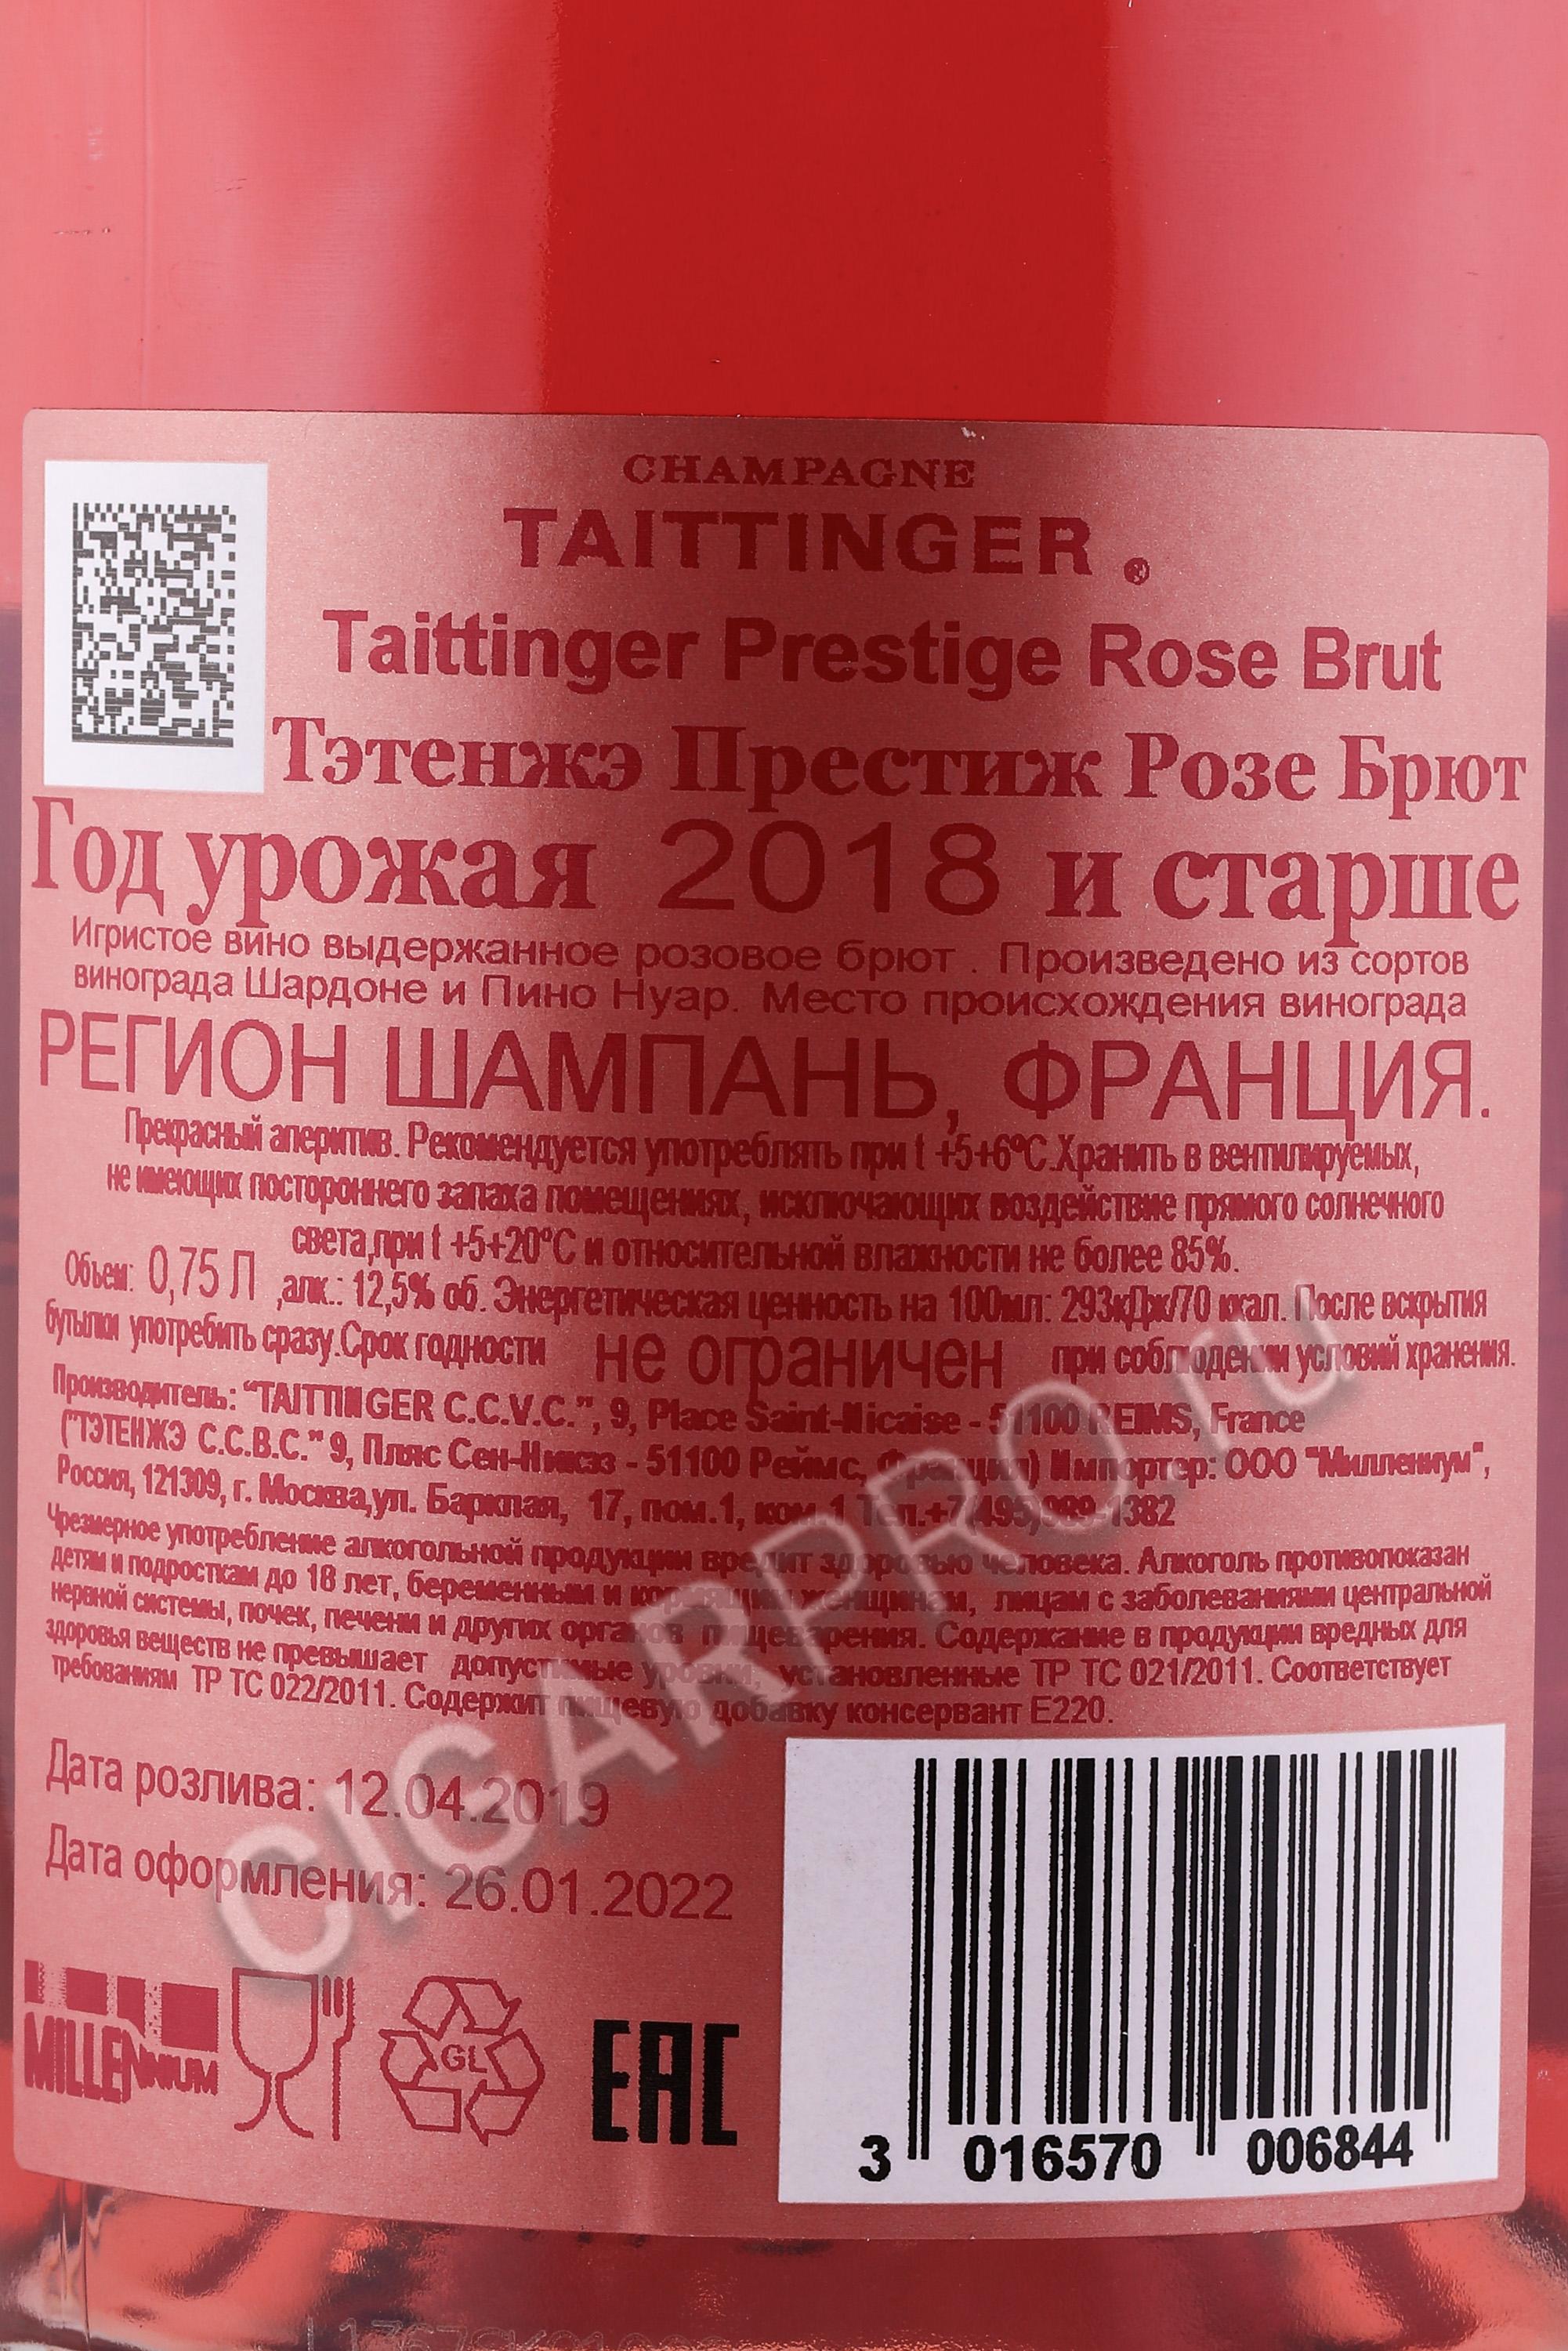 CHAMPAGNE
TAITTINGER ®
Taittinger Prestige Rose Brut
Тэтенжэ Престиж Розе Брют
Год урожая 2018 и старше
Игристое вино выдержанное розовое брют . Произведено из сортов
винограда Шардоне и Пино Нуар. Место происхождения винограда
РЕГИОН ШАМПАНЬ, ФРАНЦИЯ.
Прекрасный аперитив. Рекомендуется употреблять при t +5+6°С.Хранить в вентилируемых,
не имеющих постороннего запаха помещениях, исключающих воздействие прямого солнечного
света,при t +5+20°С и относительной влажности не более 85%.
Объем: 0,75 Л ,алк.: 12,5% об. Энергетическая ценность на 100мл: 293кДж/70 ккал. После вскрытия
бутылки употребить сразу.Срок годности не ограничен при соблюдении условий хранения.
Производитель: “TAITTINGER C.C.V.C.”, 9, Place Saint-Nicaise - 51100 REIMS, France
("ТЭТЕНЖЭ С.С.В.С." 9, Пляс Сен-Никэз - 51100 Реймс, Франция) Импортер: ООО "Миллениум",
Россия, 121309, г. Москва,ул. Барклая, 17, пом.1, ком.1 Тел.+7(495)989-1382
Чрезмерное употребление алкогольной продукции вредит здоровью человека. Алкоголь противопоказан
детям и подросткам до 18 лет, беременным и кормящим женщинам, лицам с заболеваниями центральной
нервной системы, почек, печени и других органов пищеварения. Содержание в продукции вредных для
здоровья веществ не превышает допустимые уровни, установленные ТР ТС 021/2011. Соответствует
требованиям ТР ТС 022/2011. Содержит пищевую добавку консервант Е220.
Дата розлива: 12.04.2019
Дата оформления: 26.01.2022
MILLENNIUM
GL
EAC
3 016570 006844
CIGARPRO.ru